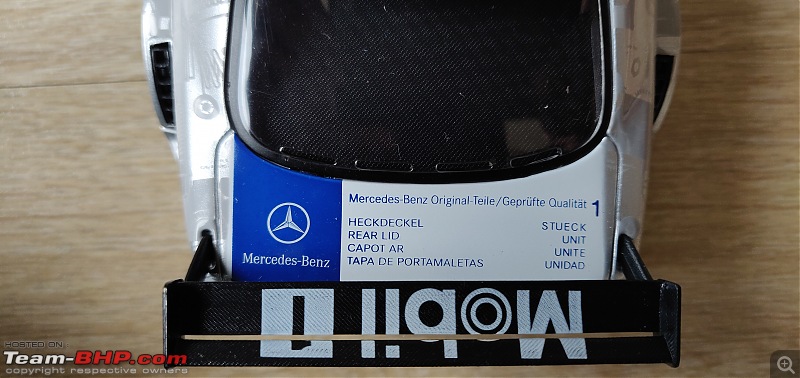 Mercedes-Benz Original-Teile/Geprüfte Qualität 1
HECKDECKEL STUECK
REAR LID UNIT
CAPOT AR UNITE
TAPA DE PORTAMALETAS UNIDAD
Mercedes-Benz
Mobil 1
HOSTED ON
Team-BHP.com
copyright respective owners